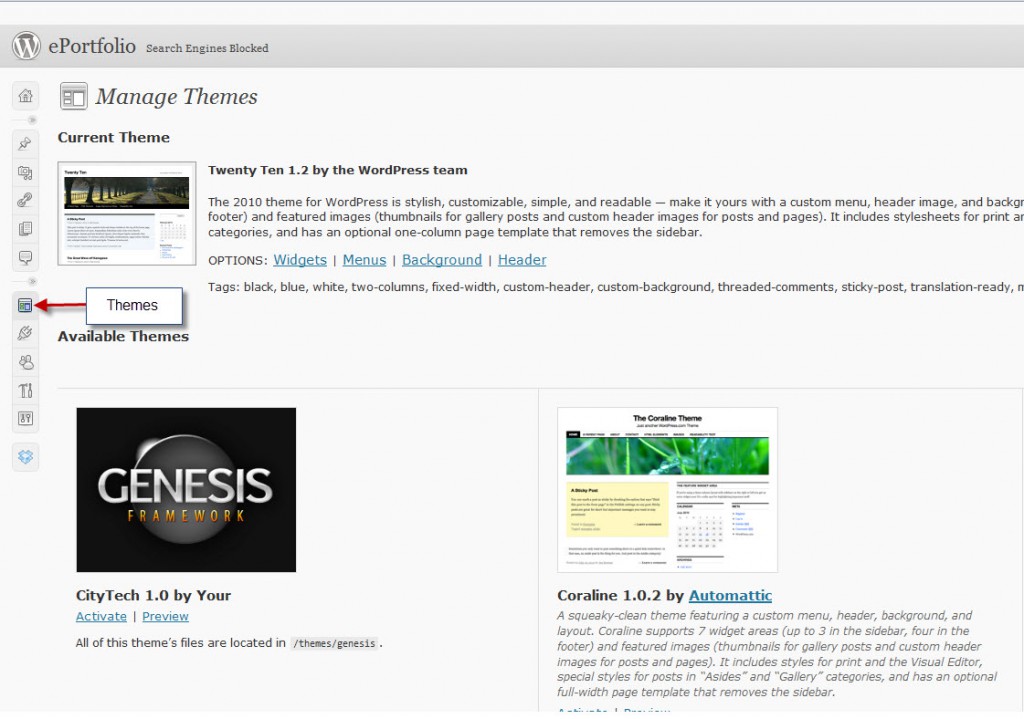 ePortfolio Search Engines Blocked
Manage Themes
Current Theme
Twenty Ten
Twenty Ten 1.2 by the WordPress team
The 2010 theme for WordPress is stylish, customizable, simple, and readable — make it yours with a custom menu, header image, and backgr
footer) and featured images (thumbnails for gallery posts and custom header images for posts and pages). It includes stylesheets for print an
categories, and has an optional one-column page template that removes the sidebar.
OPTIONS: Widgets | Menus | Background | Header
Tags: black, blue, white, two-columns, fixed-width, custom-header, custom-background, threaded-comments, sticky-post, translation-ready, m
Themes
Available Themes
GENESIS
FRAMEWORK
CityTech 1.0 by Your
Activate | Preview
All of this theme’s files are located in /themes/genesis .
The Coraline Theme
Just another WordPress.com Theme
A Sticky Post
Coraline 1.0.2 by Automattic
A squeaky-clean theme featuring a custom menu, header, background, and
layout. Coraline supports 7 widget areas (up to 3 in the sidebar, four in the
footer) and featured images (thumbnails for gallery posts and custom header
images for posts and pages). It includes styles for print and the Visual Editor,
special styles for posts in “Asides” and “Gallery” categories, and has an optional
full-width page template that removes the sidebar.
Activate | Preview